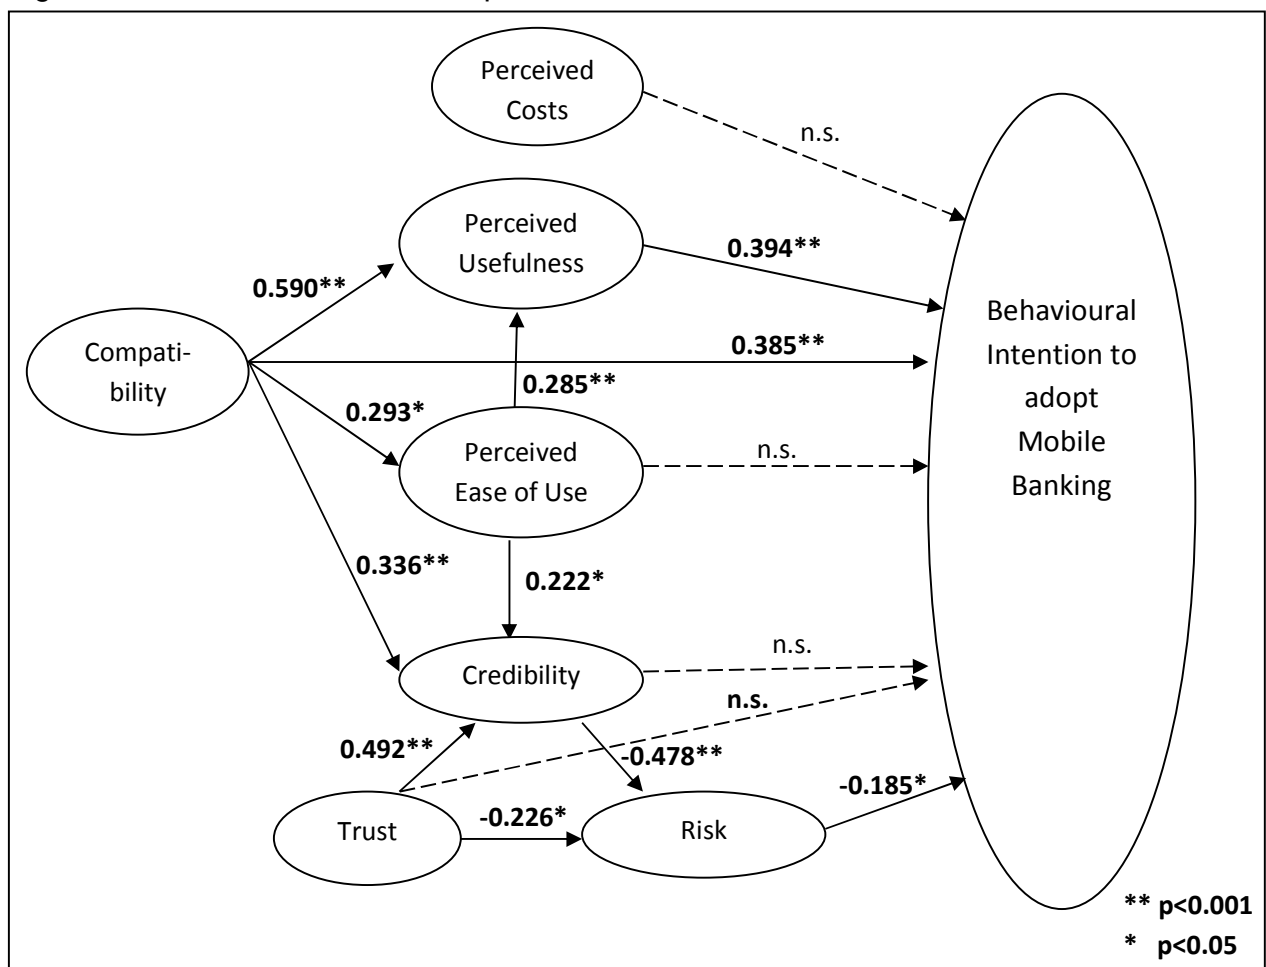 Perceived
Costs
n.s.
Perceived
Usefulness
0.394**
0.590**
Behavioural
Intention to
adopt
Mobile
Banking
Compati-
bility
0.385**
0.285**
0.293*
Perceived
Ease of Use
n.s.
0.336**
0.222*
n.s.
Credibility
n.s.
0.492**
-0.478**
-0.185*
Trust
-0.226*
Risk
** p<0.001
* p<0.05